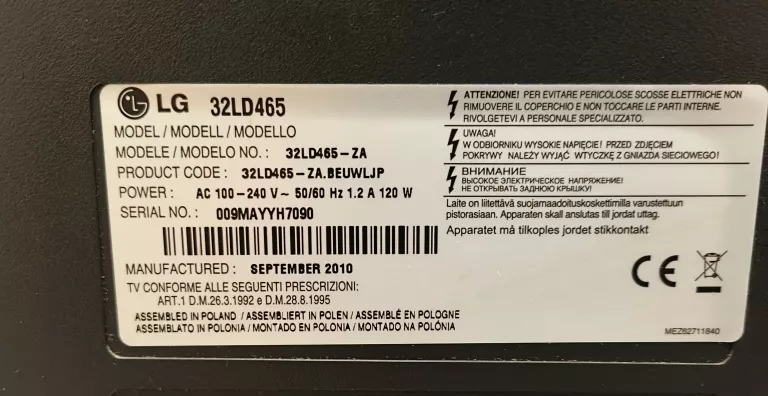 LG 32LD465
MODEL / MODELL / MODELLO
MODELE / MODELO NO. : 32LD465-ZA
PRODUCT CODE : 32LD465-ZA.BEUWLJP
POWER : AC 100-240 V~ 50/60 Hz 1.2 A 120 W
SERIAL NO. : 009MAYYH7090
MANUFACTURED : SEPTEMBER 2010
TV CONFORME ALLE SEGUENTI PRESCRIZIONI:
ART.1 D.M.26.3.1992 e D.M.28.8.1995
ASSEMBLED IN POLAND / ASSEMBLIERT IN POLEN / ASSEMBLÉ EN POLOGNE
ASSEMBLATO IN POLONIA / MONTADO EN POLONIA / MONTADO NA POLÓNIA
ATTENZIONE! PER EVITARE PERICOLOSE SCOSSE ELETTRICHE NON
RIMUOVERE IL COPERCHIO E NON TOCCARE LE PARTI INTERNE.
RIVOLGETEVI A PERSONALE SPECIALIZZATO.
UWAGA!
W ODBIORNIKU WYSOKIE NAPIĘCIE! PRZED ZDJĘCIEM
POKRYWY NALEŻY WYJĄĆ WTYCZKĘ Z GNIAZDA SIECIOWEGO!
ВНИМАНИЕ
ВЫСОКОЕ ЭЛЕКТРИЧЕСКОЕ НАПРЯЖЕНИЕ!
НЕ ОТКРЫВАТЬ ЗАДНЮЮ КРЫШКУ!
Laite on liitettävä suojamaadoituskoskettimilla varustettuun
pistorasiaan. Apparaten skall anslutas till jordat uttag.
Apparatet må tilkoples jordet stikkontakt
CE
MEZ62711840